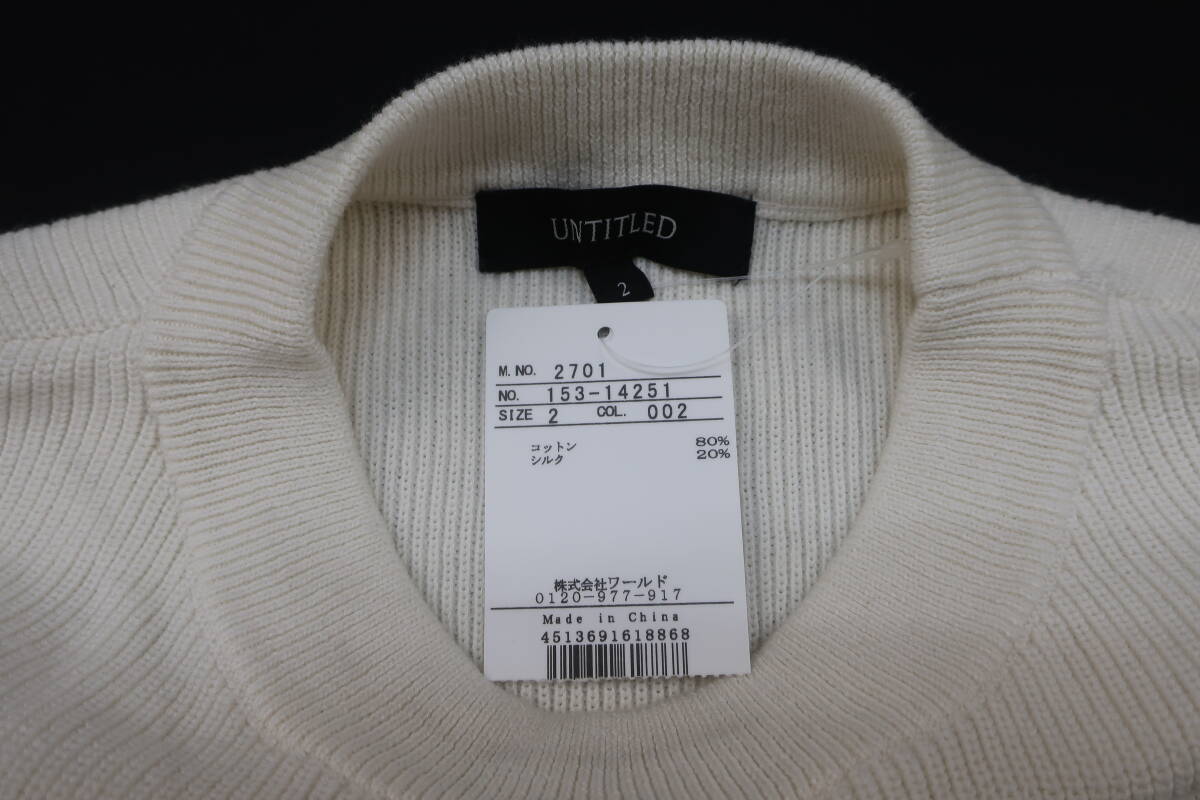 UNTITLED
2
M. NO. 2701
NO. 153-14251
SIZE 2 COL. 002
コットン 80%
シルク 20%
株式会社ワールド
0120-977-917
Made in China
4513691618868